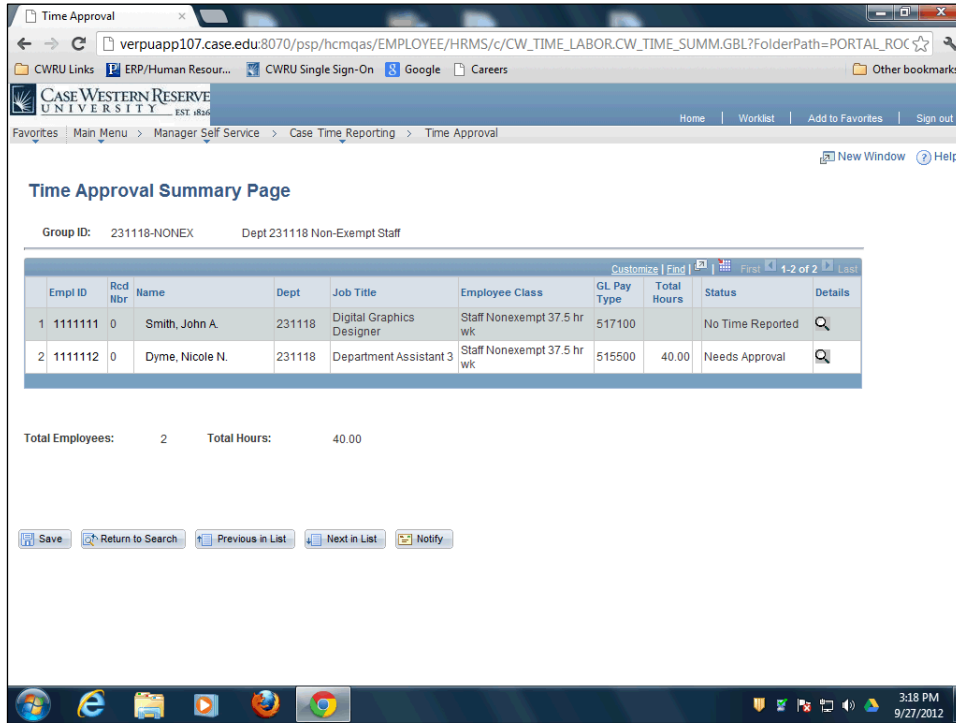 Time Approval
verpuapp107.case.edu:8070/psp/hcmqas/EMPLOYEE/HRMS/c/CW_TIME_LABOR.CW_TIME_SUMM.GBL?FolderPath=PORTAL_ROC
CWRU Links ERP/Human Resour... CWRU Single Sign-On Google Careers Other bookmarks
CASE WESTERN RESERVE
UNIVERSITY EST. 1826
Home | Worklist | Add to Favorites | Sign out
Favorites Main Menu > Manager Self Service > Case Time Reporting > Time Approval
New Window Help
Time Approval Summary Page
Group ID: 231118-NONEX Dept 231118 Non-Exempt Staff
Customize | Find | First 1-2 of 2 Last
Empl ID Rcd Nbr Name Dept Job Title Employee Class GL Pay Type Total Hours Status Details
1 1111111 0 Smith, John A. 231118 Digital Graphics Designer Staff Nonexempt 37.5 hr wk 517100 No Time Reported
2 1111112 0 Dyme, Nicole N. 231118 Department Assistant 3 Staff Nonexempt 37.5 hr wk 515500 40.00 Needs Approval
Total Employees: 2 Total Hours: 40.00
Save Return to Search Previous in List Next in List Notify
3:18 PM
9/27/2012